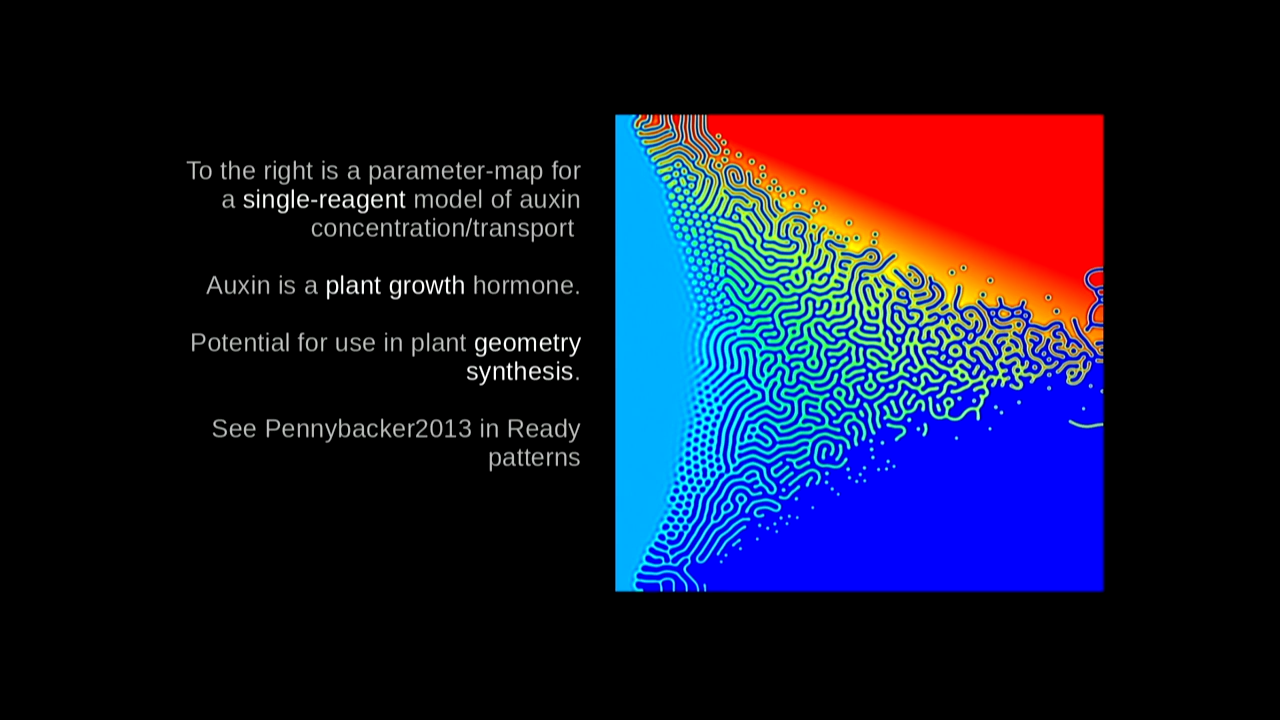 To the right is a parameter-map for
a single-reagent model of auxin
concentration/transport
Auxin is a plant growth hormone.
Potential for use in plant geometry
synthesis.
See Pennybacker2013 in Ready
patterns